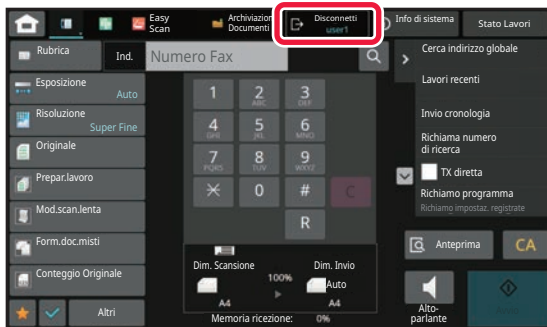 Easy
Scan
Archiviazione
Documenti
Disconnetti
user1
Info di sistema
Stato Lavori
Rubrica
Ind.
Numero Fax
Cerca indirizzo globale
Esposizione
Auto
Lavori recenti
Risoluzione
Super Fine
Invio cronologia
Originale
Richiama numero
di ricerca
Prepar.lavoro
TX diretta
Mod.scan.lenta
Richiamo programma
Richiamo impostaz. registrate
Form.doc.misti
Conteggio Originale
Altri
1
2
ABC
3
DEF
4
GHI
5
JKL
6
MNO
7
PQRS
8
TUV
9
WXYZ
0
#
C
R
Dim. Scansione
100%
Dim. Invio
Auto
A4
A4
Memoria ricezione: 0%
Anteprima
CA
Alto-
parlante